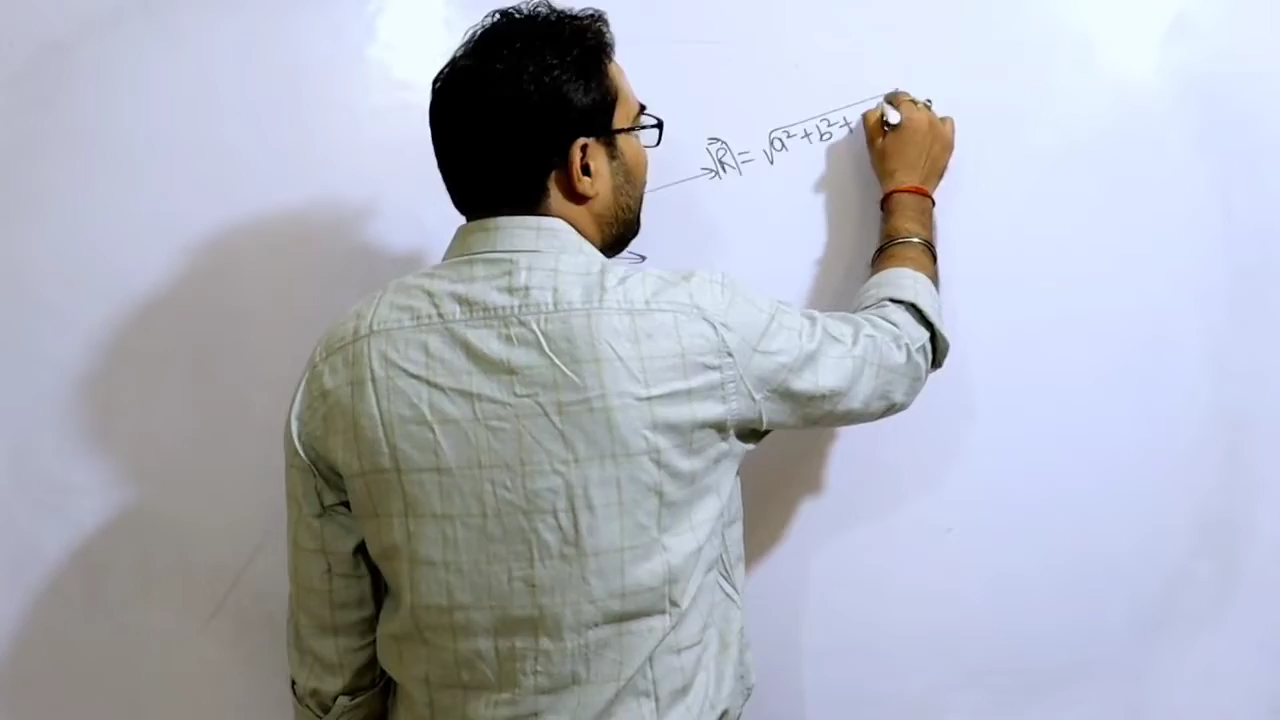 |R⃗| = √a²+b²+